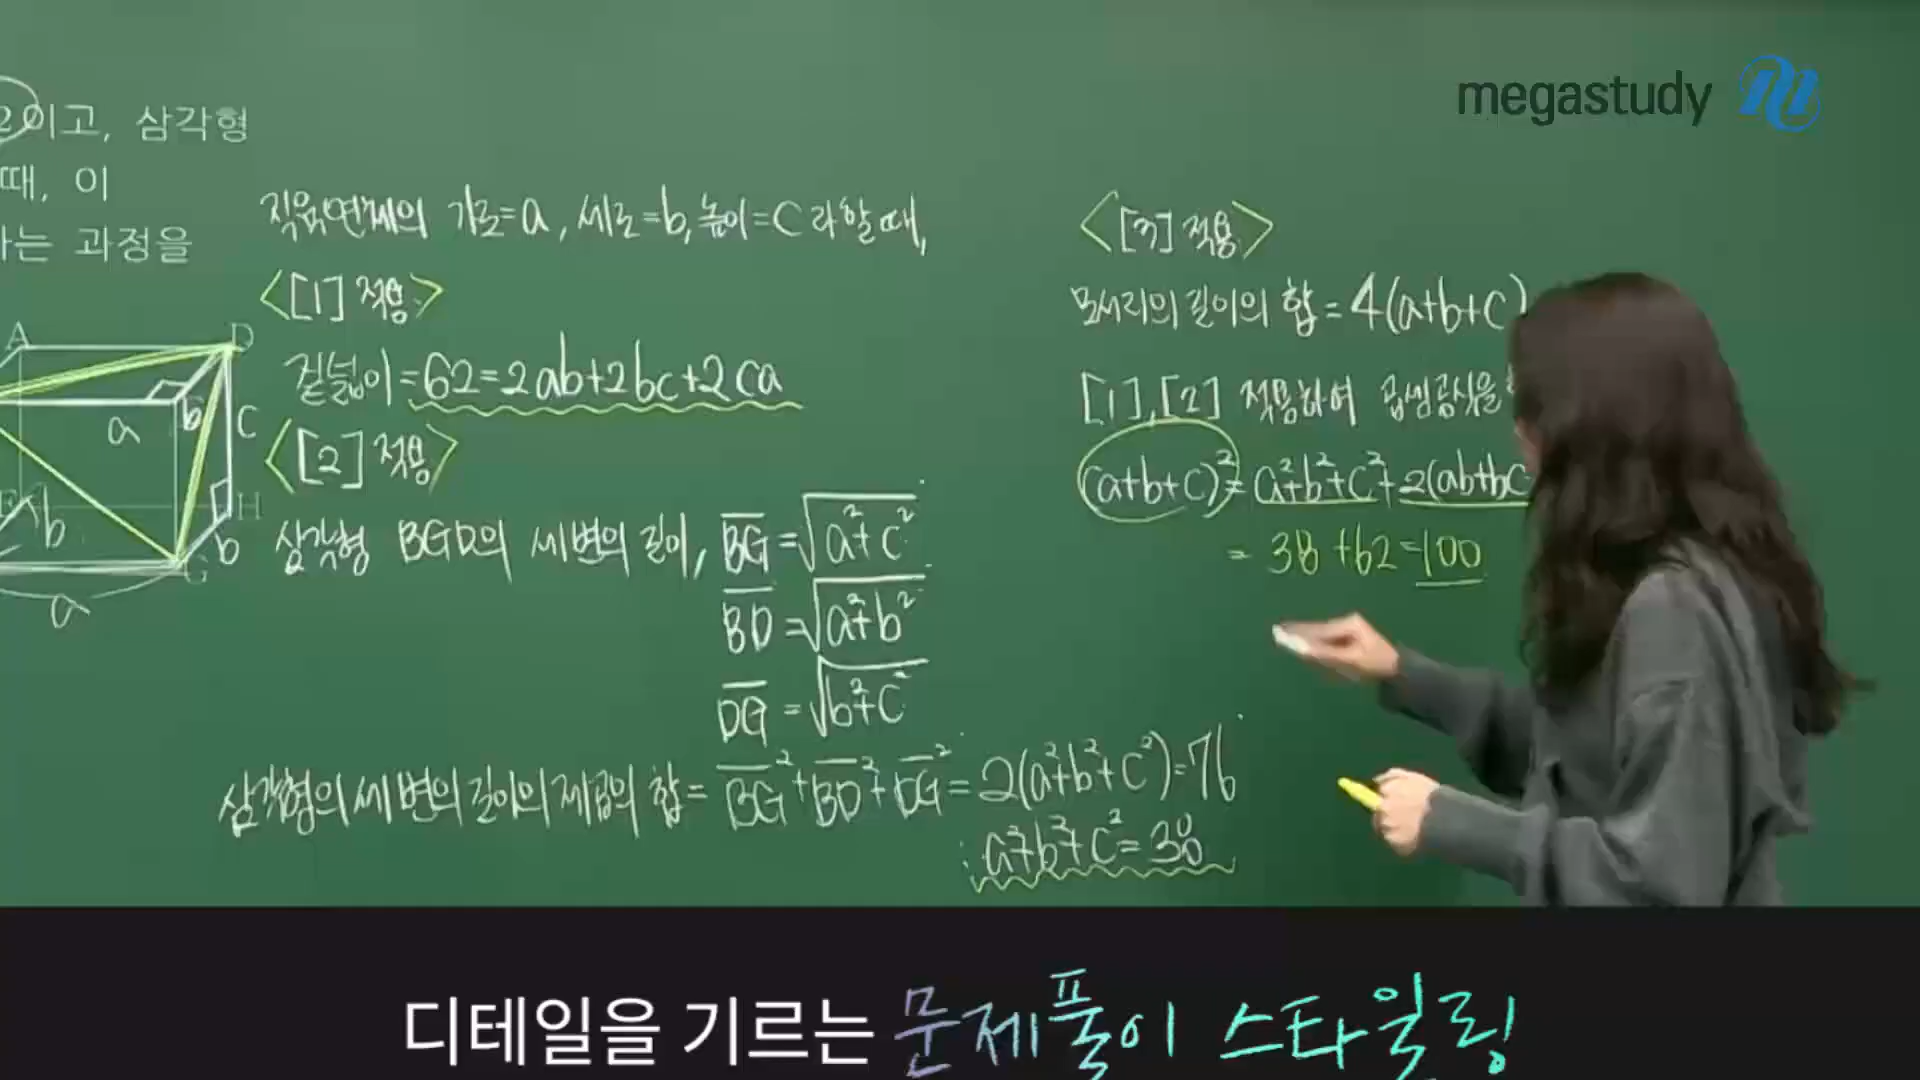 megastudy
이고, 삼각형
때, 이
하는 과정을
직육면체의 가로=a, 세로=b, 높이=C 라 할 때,
<[1] 적용>
겉넓이=62=2ab+2bc+2ca
<[2] 적용>
삼각형 BGD의 세 변의 길이, BG=√a²+c²
BD=√a²+b²
DG=√b²+c²
삼각형의 세 변의 길이의 제곱의 합= BG²+BD²+DG²=2(a²+b²+c²)=76
∴ a²+b²+c²=38
A
D
a
b
C
b
H
b
G
a
<[3] 적용>
모서리의 길이의 합=4(a+b+c)
[1],[2] 적용하여 곱셈공식을
(a+b+c)²=a²+b²+c²+2(ab+bc
= 38+62=100
디테일을 기르는 문제풀이 스타일링